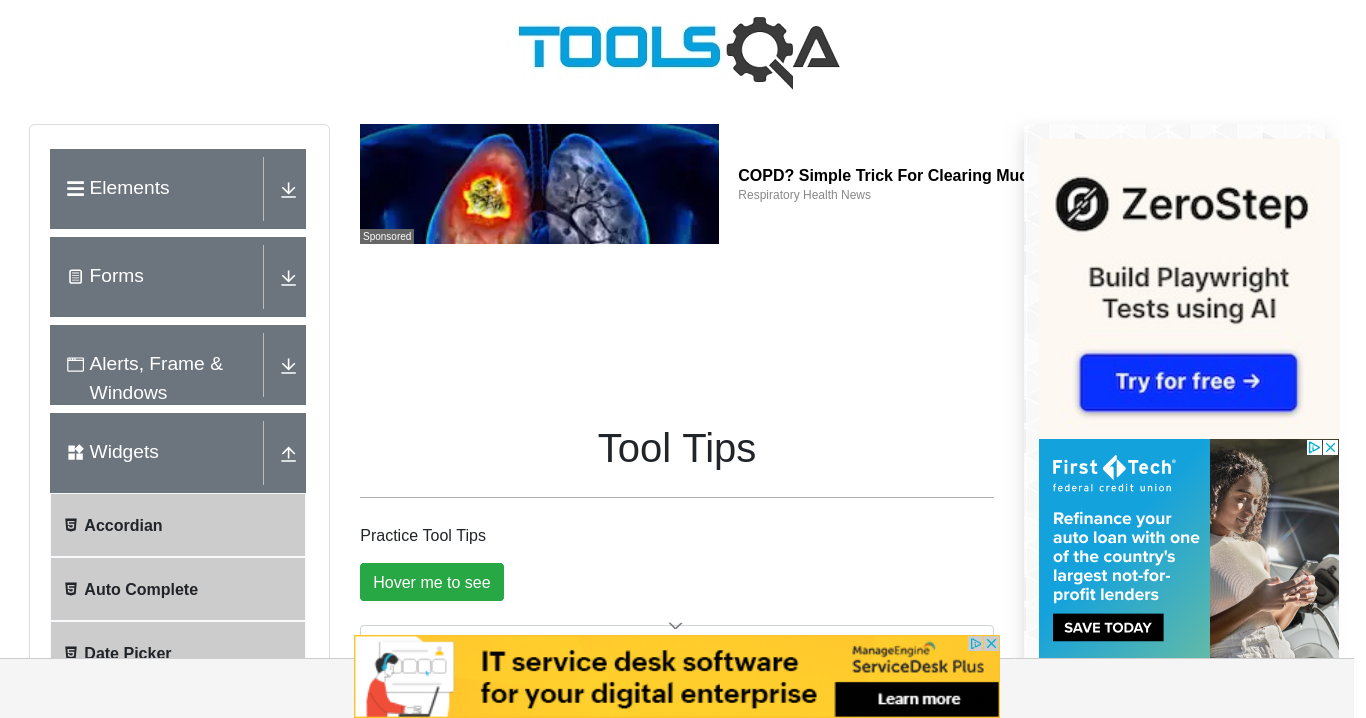 TOOLSQA
Elements
Forms
Alerts, Frame &
Windows
Widgets
Accordian
Auto Complete
Date Picker
Sponsored
COPD? Simple Trick For Clearing Muc
Respiratory Health News
Tool Tips
Practice Tool Tips
Hover me to see
ZeroStep
Build Playwright
Tests using AI
Try for free →
First Tech
federal credit union
Refinance your
auto loan with one
of the country's
largest not-for-
profit lenders
SAVE TODAY
IT service desk software
for your digital enterprise
ManageEngine
ServiceDesk Plus
Learn more